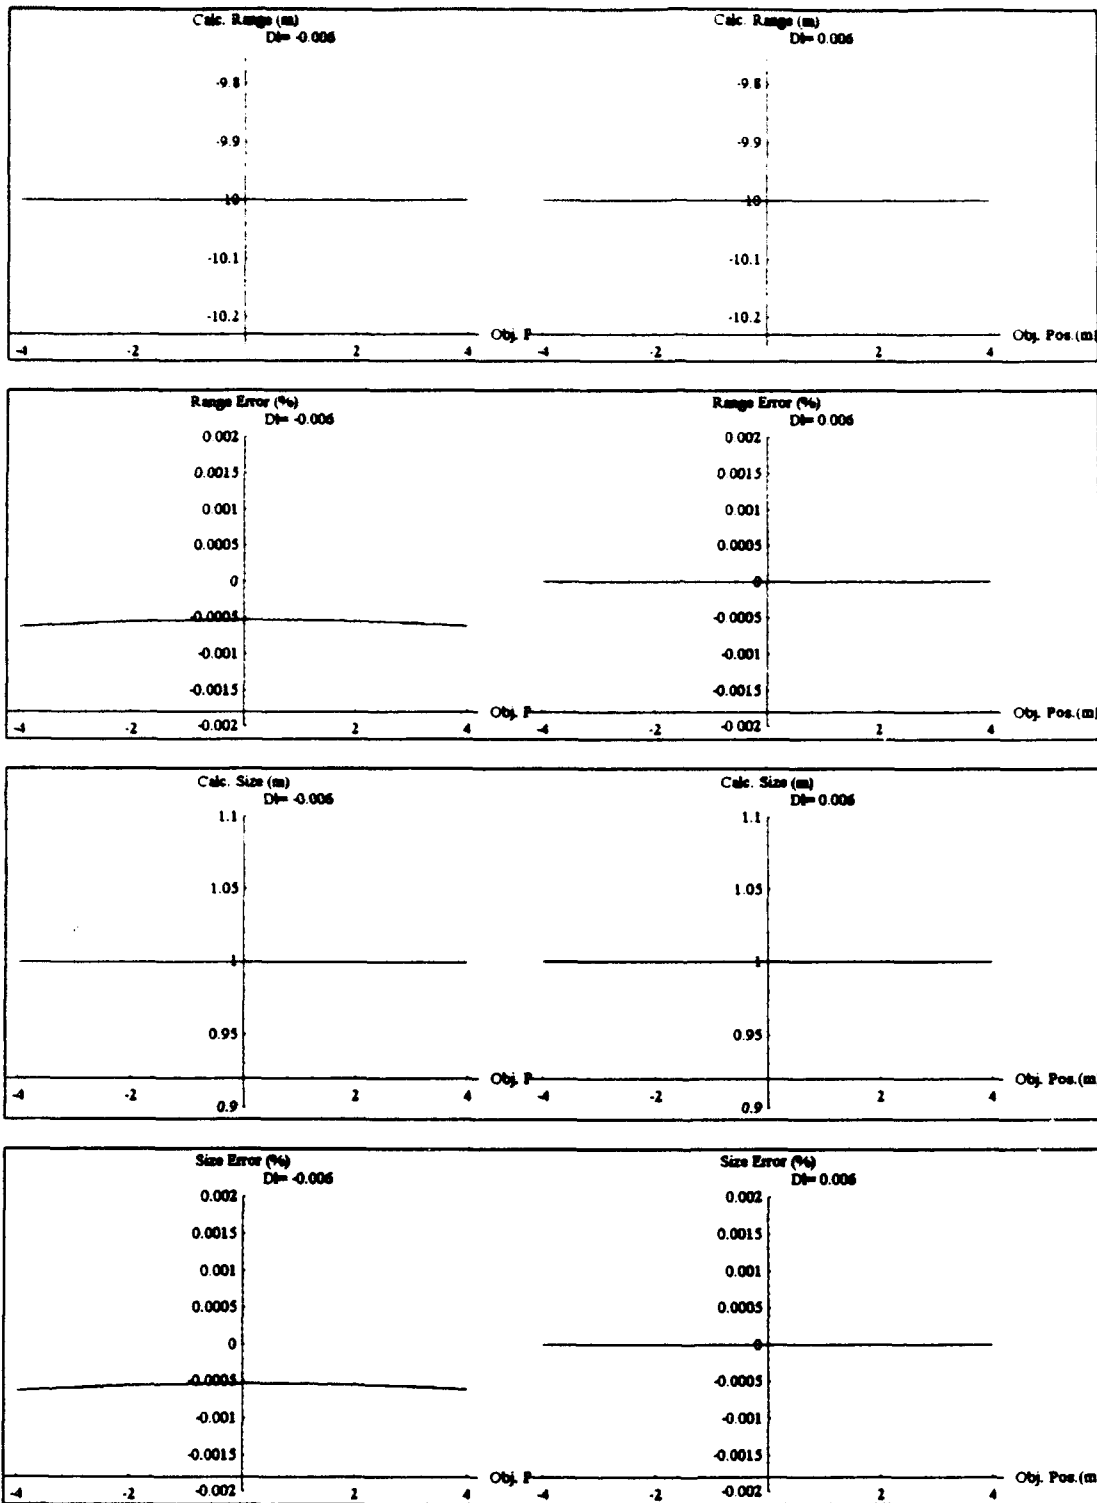 Calc. Range (m)
DI= -0.006
-9.8
-9.9
-10
-10.1
-10.2
-4 -2 2 4
Obj. P
Calc. Range (m)
DI= 0.006
-9.8
-9.9
-10
-10.1
-10.2
-4 -2 2 4
Obj. Pos.(m)
Range Error (%)
DI= -0.006
0.002
0.0015
0.001
0.0005
0
-0.0005
-0.001
-0.0015
-0.002
-4 -2 2 4
Obj. P
Range Error (%)
DI= 0.006
0.002
0.0015
0.001
0.0005
0
-0.0005
-0.001
-0.0015
-0.002
-4 -2 2 4
Obj. Pos.(m)
Calc. Size (m)
DI= -0.006
1.1
1.05
1
0.95
0.9
-4 -2 2 4
Obj. P
Calc. Size (m)
DI= 0.006
1.1
1.05
1
0.95
0.9
-4 -2 2 4
Obj. Pos.(m
Size Error (%)
DI= -0.006
0.002
0.0015
0.001
0.0005
0
-0.0005
-0.001
-0.0015
-0.002
-4 -2 2 4
Obj. P
Size Error (%)
DI= 0.006
0.002
0.0015
0.001
0.0005
0
-0.0005
-0.001
-0.0015
-0.002
-4 -2 2 4
Obj. Pos.(m